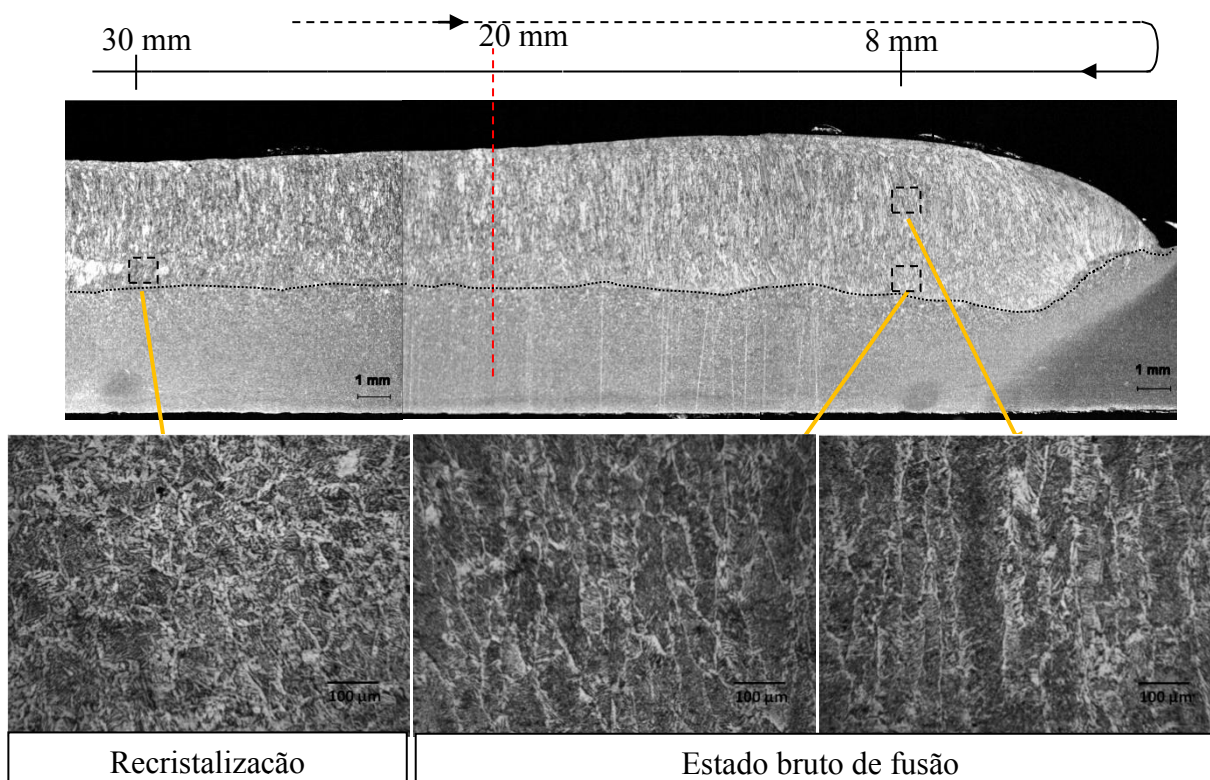 30 mm
20 mm
8 mm
1 mm
1 mm
100 µm
100 µm
100 µm
Recristalização
Estado bruto de fusão